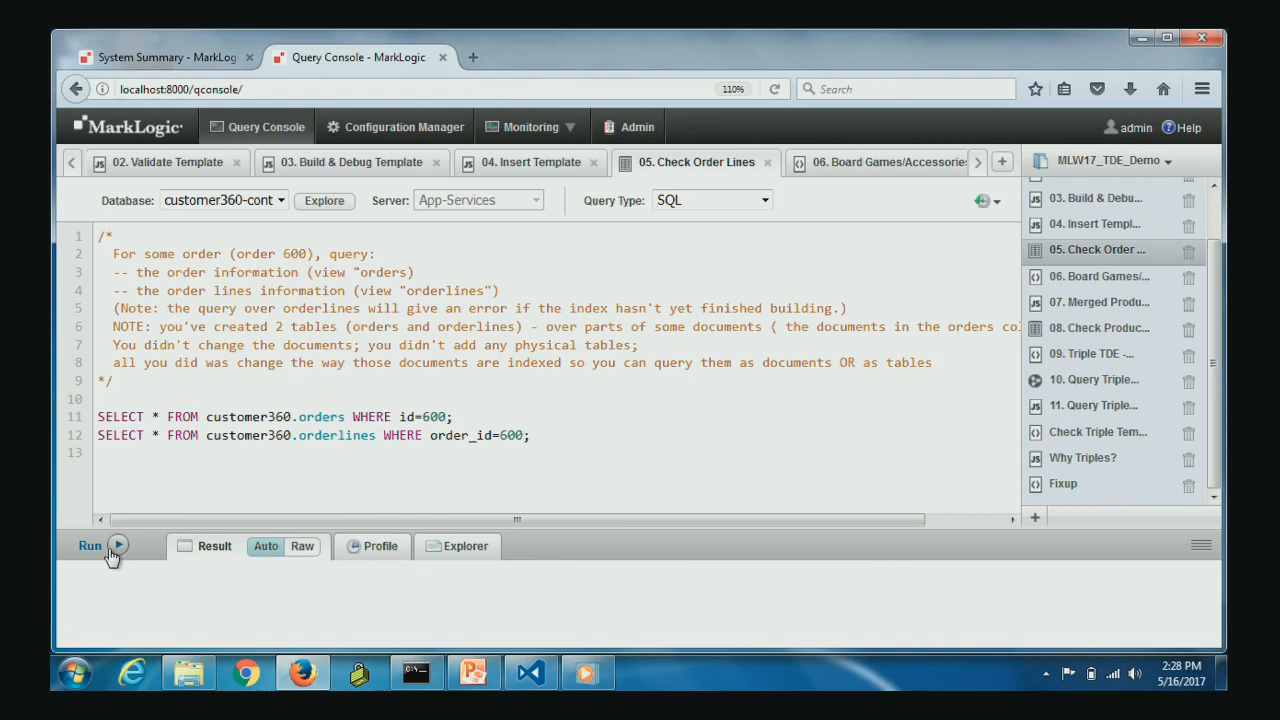 System Summary - MarkLogi
Query Console - MarkLogic
localhost:8000/qconsole/
110%
Search
MarkLogic
Query Console
Configuration Manager
Monitoring
Admin
admin
Help
02. Validate Template
03. Build & Debug Template
04. Insert Template
05. Check Order Lines
06. Board Games/Accessories
MLW17_TDE_Demo
Database:
customer360-cont
Explore
Server:
App-Services
Query Type:
SQL
1 /*
2 For some order (order 600), query:
3 -- the order information (view "orders)
4 -- the order lines information (view "orderlines")
5 (Note: the query over orderlines will give an error if the index hasn't yet finished building.)
6 NOTE: you've created 2 tables (orders and orderlines) - over parts of some documents ( the documents in the orders col
7 You didn't change the documents; you didn't add any physical tables;
8 all you did was change the way those documents are indexed so you can query them as documents OR as tables
9 */
10
11 SELECT * FROM customer360.orders WHERE id=600;
12 SELECT * FROM customer360.orderlines WHERE order_id=600;
13
03. Build & Debu...
04. Insert Templ...
05. Check Order ...
06. Board Games/...
07. Merged Produ...
08. Check Produc...
09. Triple TDE -...
10. Query Triple...
11. Query Triple...
Check Triple Tem...
Why Triples?
Fixup
Run
Result
Auto
Raw
Profile
Explorer
2:28 PM
5/16/2017